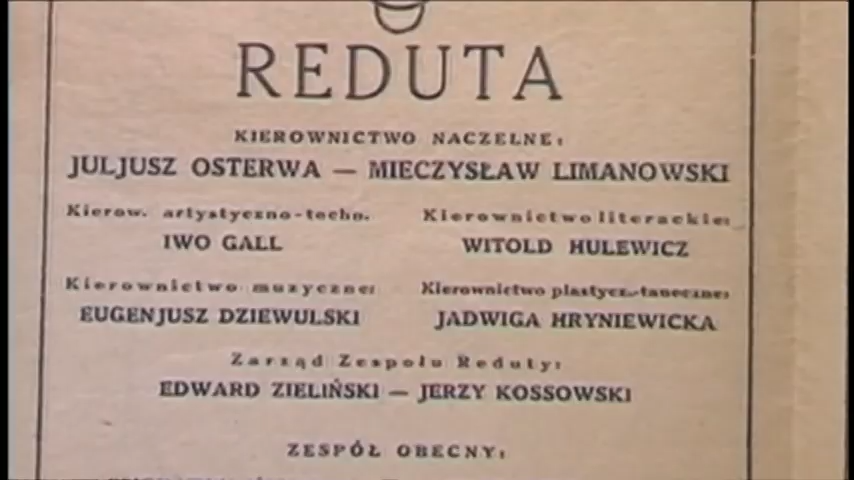 REDUTA
KIEROWNICTWO NACZELNE:
JULJUSZ OSTERWA — MIECZYSŁAW LIMANOWSKI
Kierow. artystyczno-techn. Kierownictwo literackie:
IWO GALL WITOLD HULEWICZ
Kierownictwo muzyczne: Kierownictwo plastycz.-taneczne:
EUGENJUSZ DZIEWULSKI JADWIGA HRYNIEWICKA
Zarząd Zespołu Reduty:
EDWARD ZIELIŃSKI — JERZY KOSSOWSKI
ZESPÓŁ OBECNY: